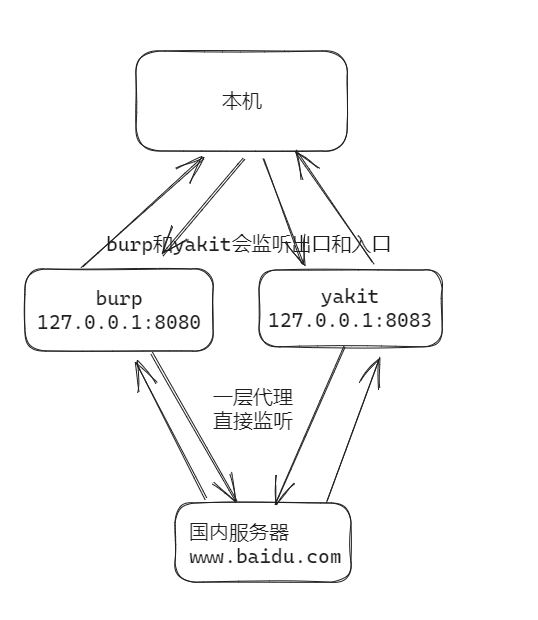 本机
burp和yakit会监听出口和入口
burp
127.0.0.1:8080
yakit
127.0.0.1:8083
一层代理
直接监听
国内服务器
www.baidu.com